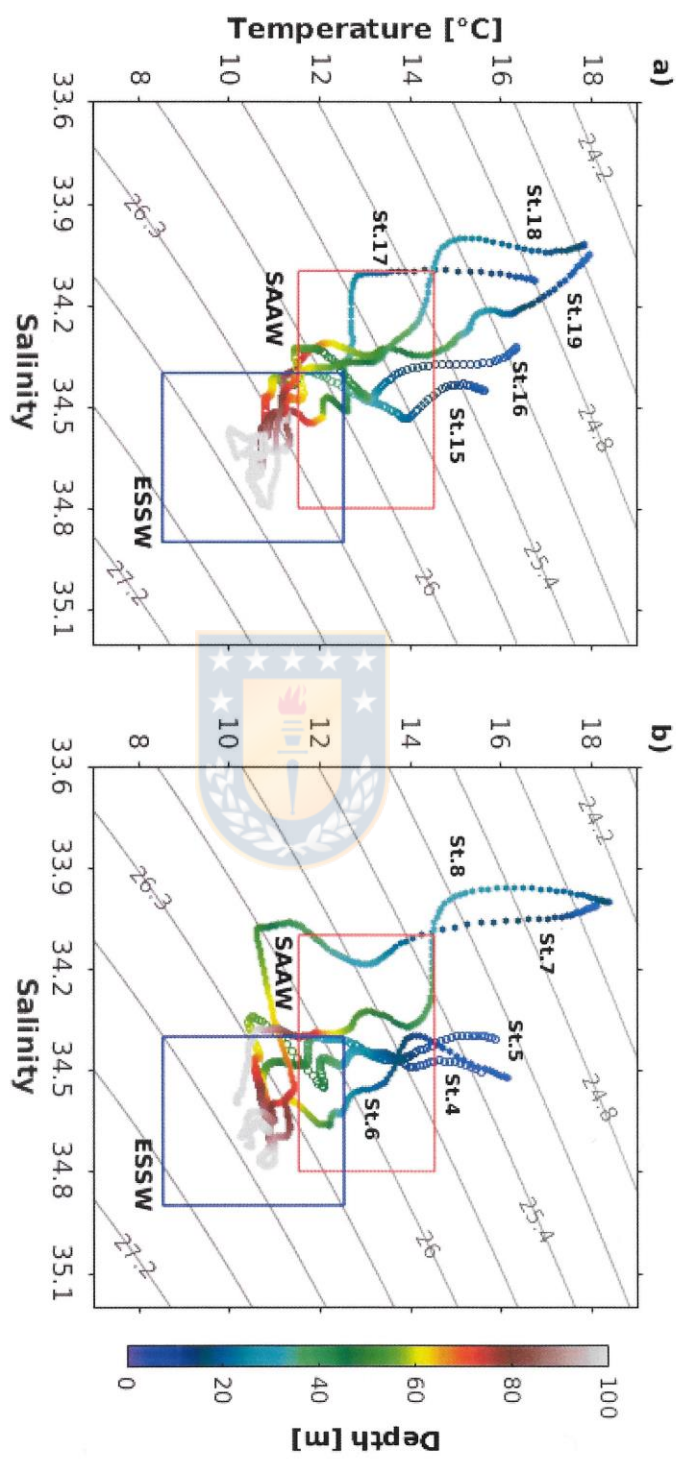 a)
Temperature [°C]
18
16
14
12
10
8
33.6
33.9
34.2
34.5
34.8
35.1
Salinity
24.2
24.8
25.4
26
26.3
27.2
St.18
St.17
St.19
St.16
St.15
SAAW
ESSW
b)
18
16
14
12
10
8
33.6
33.9
34.2
34.5
34.8
35.1
Salinity
24.2
24.8
25.4
26
26.3
27.2
St.8
St.7
St.5
St.4
St.6
SAAW
ESSW
0
20
40
60
80
100
Depth [m]